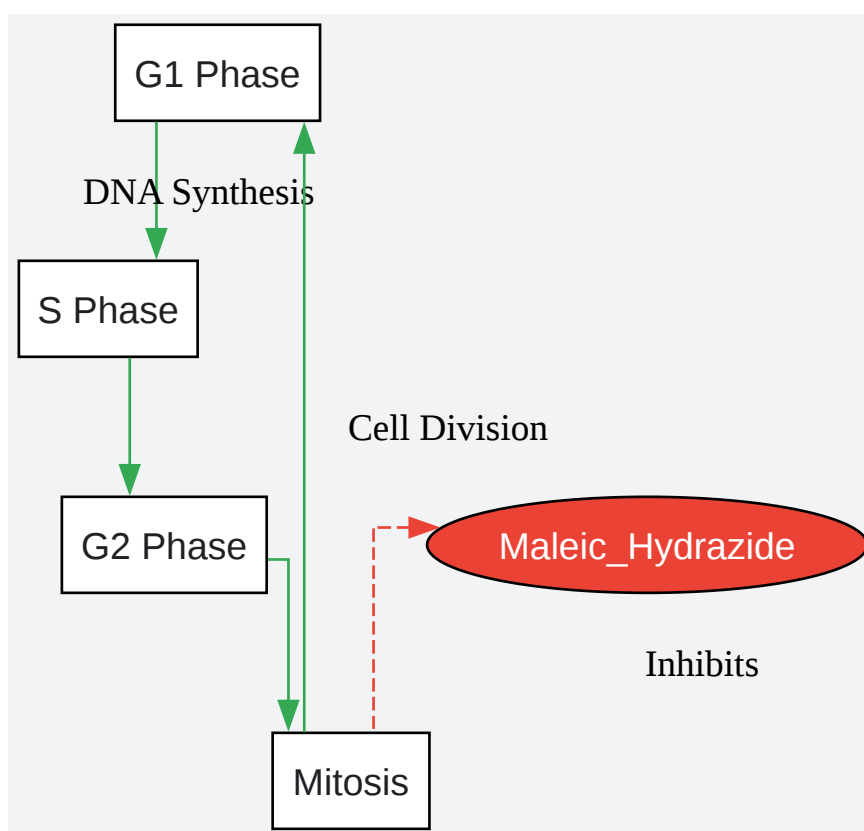 G1 Phase
DNA Synthesis
S Phase
Cell Division
G2 Phase
Maleic_Hydrazide
Inhibits
Mitosis